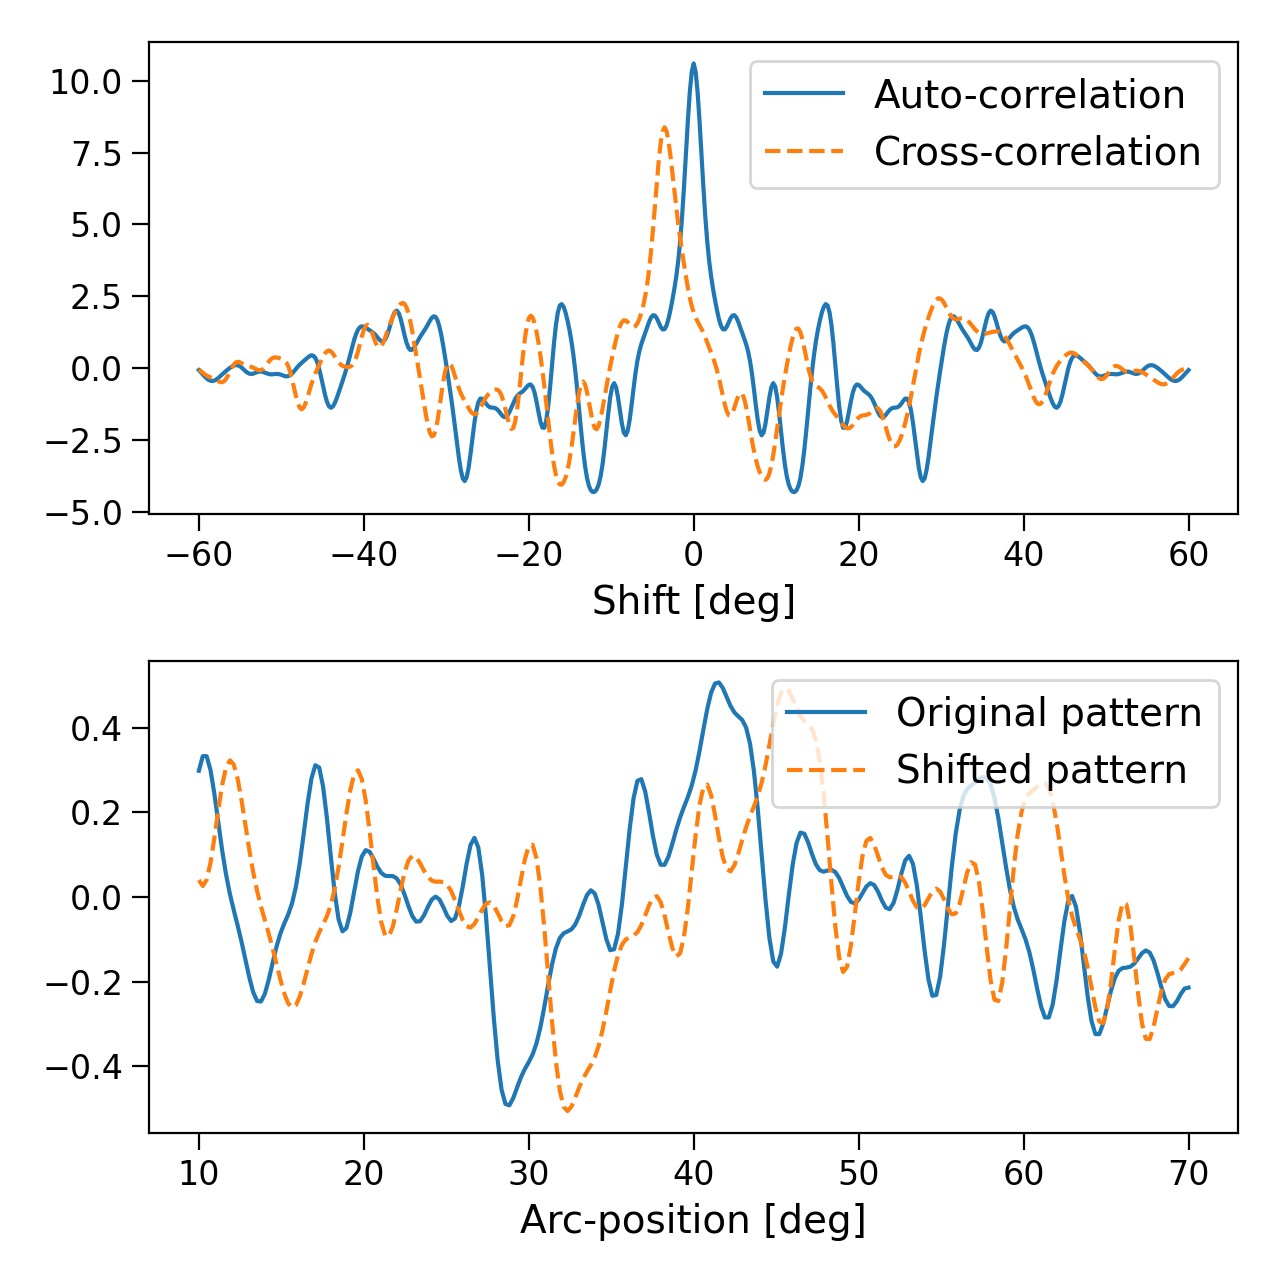 10.0
7.5
5.0
2.5
0.0
−2.5
−5.0
Auto-correlation
Cross-correlation
−60 −40 −20 0 20 40 60
Shift [deg]
0.4
0.2
0.0
−0.2
−0.4
Original pattern
Shifted pattern
10 20 30 40 50 60 70
Arc-position [deg]